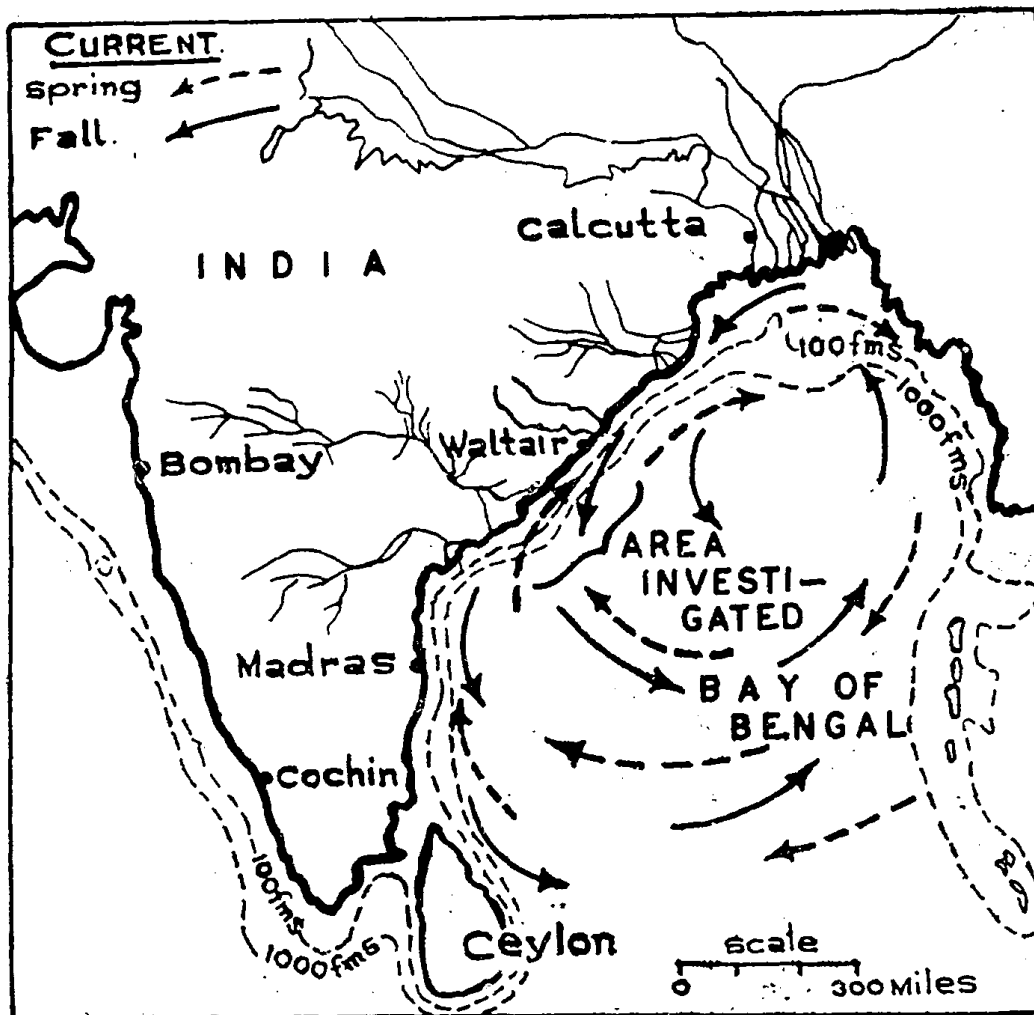 CURRENT.
Spring
Fall.
Calcutta
INDIA
100fms
1000fms
Waltair
Bombay
AREA
INVESTI-
GATED
Madras
BAY OF
BENGAL
Cochin
100fms
1000fms
Ceylon
Scale
0 300 Miles